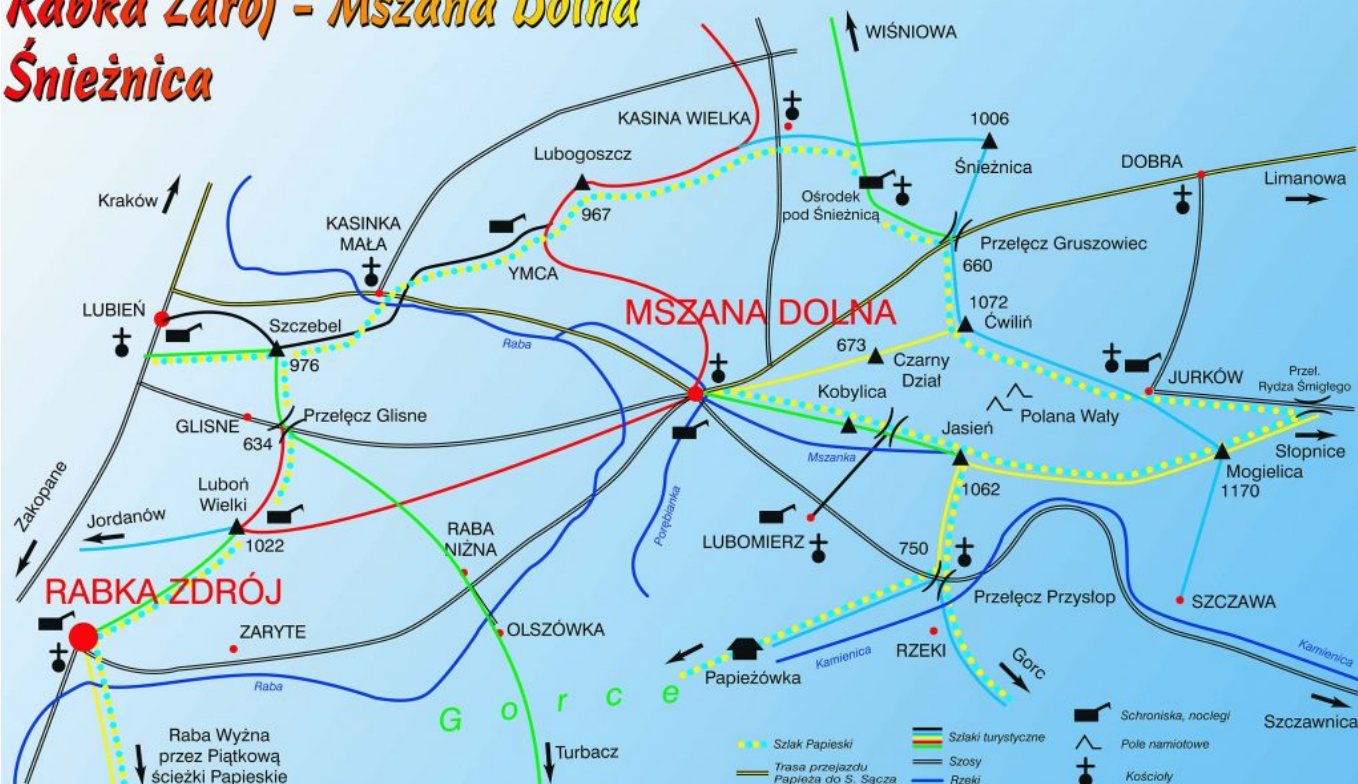 Rabka Zdrój - Mszana Dolna
Śnieżnica
WIŚNIOWA
KASINA WIELKA
1006
Śnieżnica
DOBRA
Limanowa
Lubogoszcz
967
Ośrodek
pod Śnieżnicą
Kraków
KASINKA
MAŁA
Przełęcz Gruszowiec
660
YMCA
LUBIEŃ
Szczebel
976
MSZANA DOLNA
1072
Ćwiliń
Raba
673
Czarny
Dział
JURKÓW
Przeł.
Rydza Śmigłego
GLISNE
Przełęcz Glisne
634
Kobylica
Polana Wały
Jasień
Słopnice
Mszanka
Mogielica
1170
1062
Zakopane
Luboń
Wielki
Jordanów
1022
Porębianka
RABA
NIŻNA
LUBOMIERZ
750
RABKA ZDRÓJ
Przełęcz Przysłop
SZCZAWA
ZARYTE
OLSZÓWKA
RZEKI
Kamienica
Kamienica
Papieżówka
Gorc
Raba
Gorce
Szczawnica
Raba Wyżna
przez Piątkową
ścieżki Papieskie
Turbacz
Szlak Papieski
Trasa przejazdu
Papieża do S. Sącza
Szlaki turystyczne
Szosy
Rzeki
Schroniska, noclegi
Pole namiotowe
Kościoły